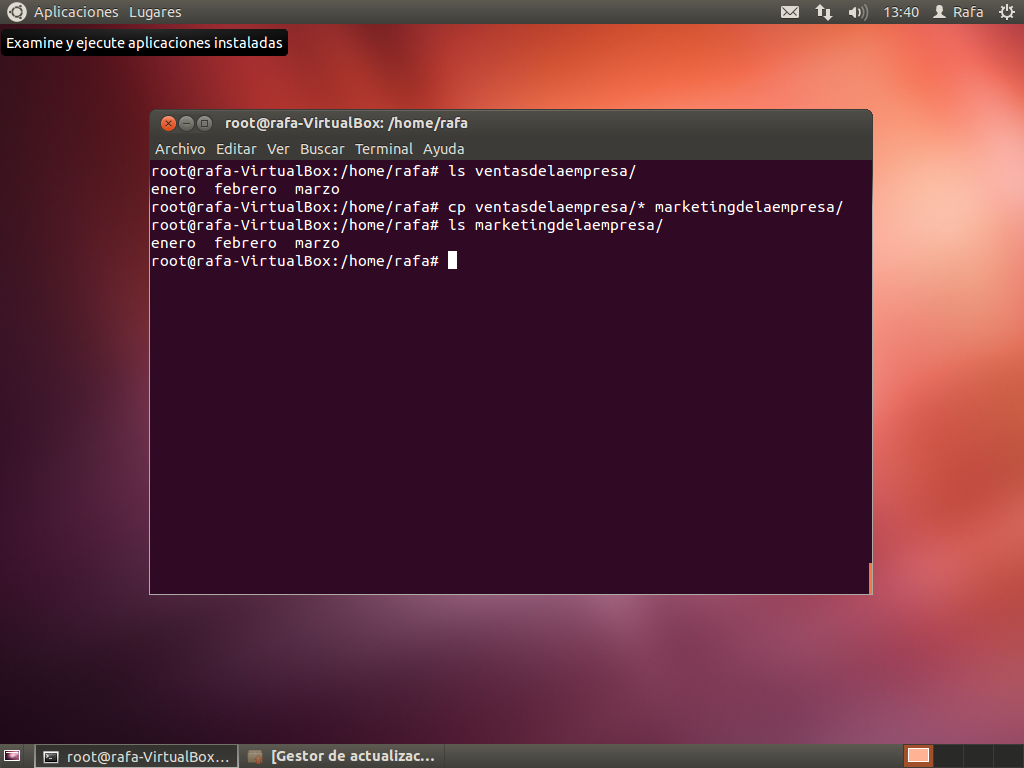 Aplicaciones Lugares 13:40 Rafa
Examine y ejecute aplicaciones instaladas
root@rafa-VirtualBox: /home/rafa
Archivo Editar Ver Buscar Terminal Ayuda
root@rafa-VirtualBox:/home/rafa# ls ventasdelaempresa/
enero  febrero  marzo
root@rafa-VirtualBox:/home/rafa# cp ventasdelaempresa/* marketingdelaempresa/
root@rafa-VirtualBox:/home/rafa# ls marketingdelaempresa/
enero  febrero  marzo
root@rafa-VirtualBox:/home/rafa#
root@rafa-VirtualBox... [Gestor de actualizac...